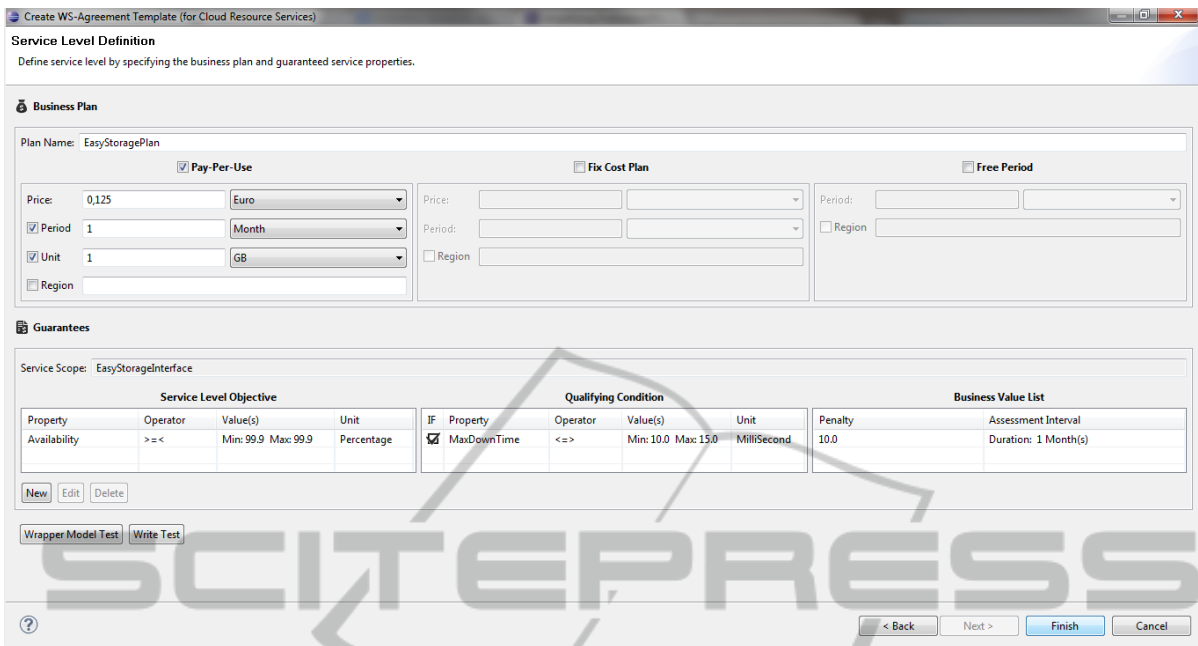 Create WS-Agreement Template (for Cloud Resource Services)
Service Level Definition
Define service level by specifying the business plan and guaranteed service properties.
Business Plan
Plan Name: EasyStoragePlan
Pay-Per-Use Fix Cost Plan Free Period
Price: 0,125 Euro Price: Period:
Period 1 Month Period: Region
Unit 1 GB Region
Region
Guarantees
Service Scope: EasyStorageInterface
Service Level Objective Qualifying Condition Business Value List
Property Operator Value(s) Unit IF Property Operator Value(s) Unit Penalty Assessment Interval
Availability >=< Min: 99.9 Max: 99.9 Percentage MaxDownTime <=> Min: 10.0 Max: 15.0 MilliSecond 10.0 Duration: 1 Month(s)
New Edit Delete
Wrapper Model Test Write Test
SCITEPRESS
? < Back Next > Finish Cancel